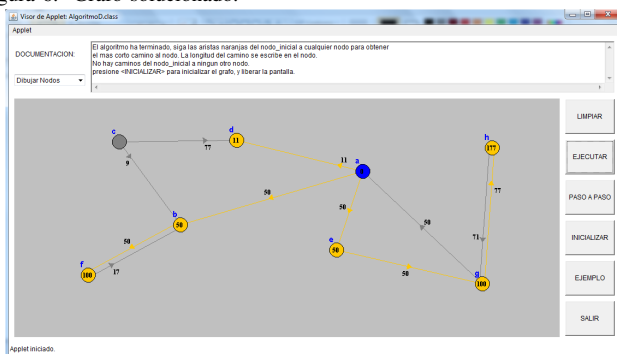 gura 6. Grafo solucionado.
Visor de Applet: AlgoritmoD.class
Applet
DOCUMENTACION:
El algoritmo ha terminado, siga las aristas naranjas del nodo_inicial a cualquier nodo para obtener
el mas corto camino al nodo. La longitud del camino se escribe en el nodo.
No hay caminos del nodo_inicial a ningun otro nodo.
presione <INICIALIZAR> para inicializar el grafo, y liberar la pantalla.
Dibujar Nodos
LIMPIAR
EJECUTAR
PASO A PASO
INICIALIZAR
EJEMPLO
SALIR
c
d
11
77
11
a
h
177
9
77
50
b
50
50
50
71
e
50
50
f
100
17
50
g
100
Applet iniciado.